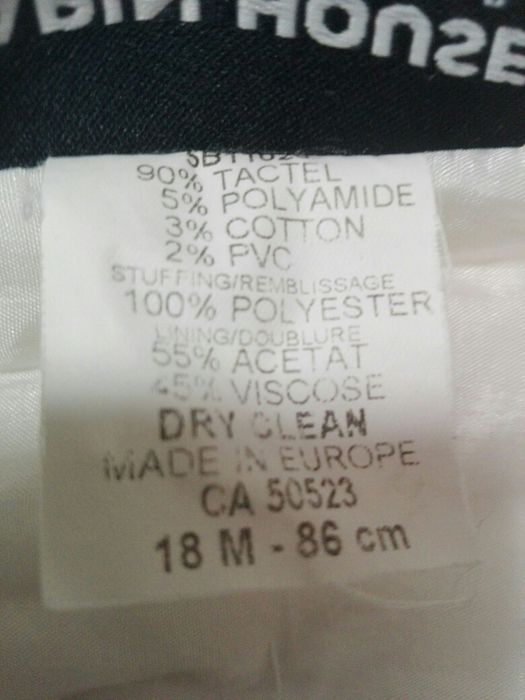 HOUSE
90% TACTEL
5% POLYAMIDE
3% COTTON
2% PVC
STUFFING/REMBLISSAGE
100% POLYESTER
LINING/DOUBLURE
55% ACETAT
45% VISCOSE
DRY CLEAN
MADE IN EUROPE
CA 50523
18 M - 86 cm